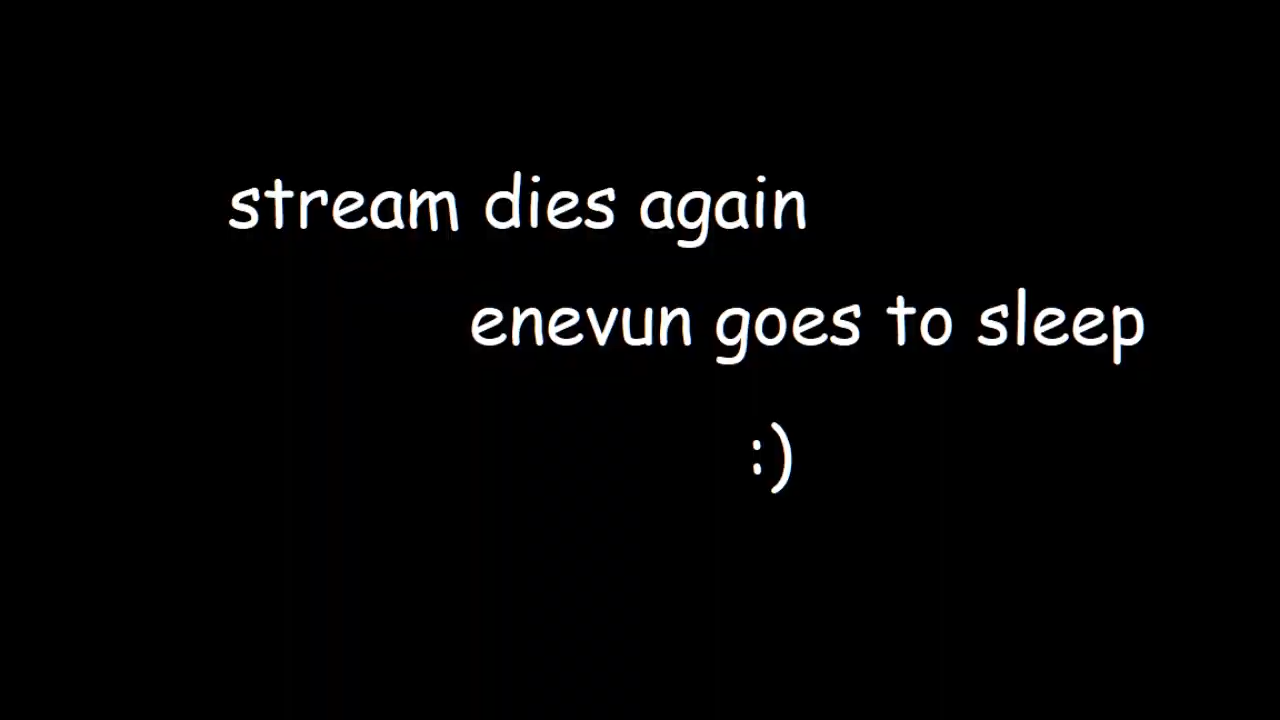 stream dies again
enevun goes to sleep
:)